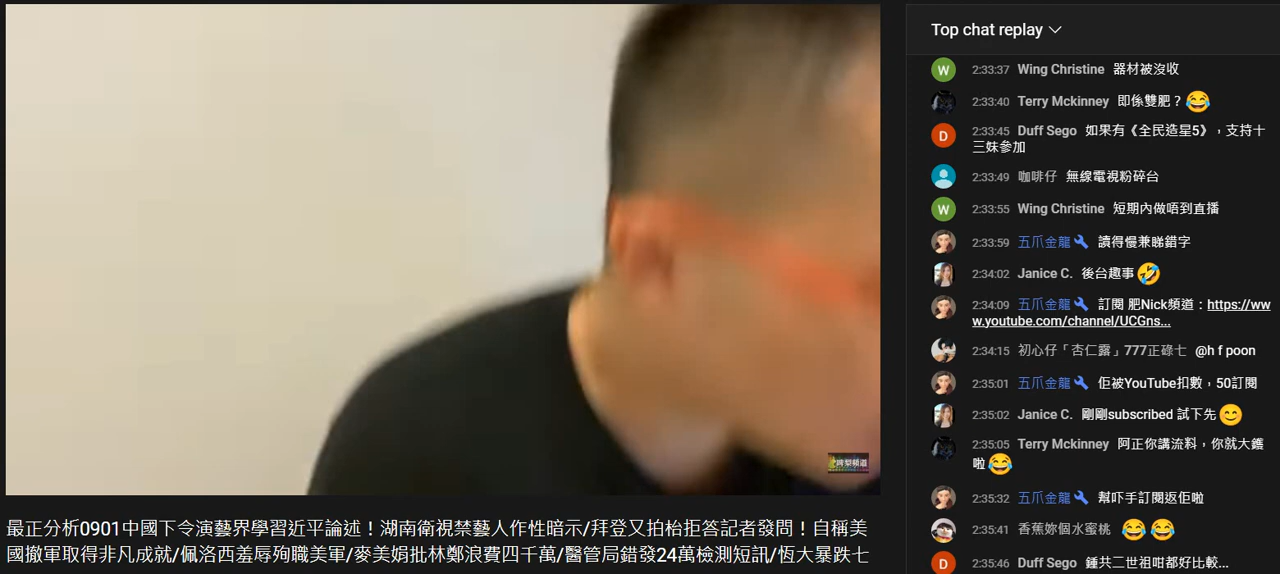 Top chat replay
W 2:33:37 Wing Christine 器材被沒收
2:33:40 Terry Mckinney 即係雙肥？😂
D 2:33:45 Duff Sego 如果有《全民造星5》，支持十
三妹參加
2:33:49 咖啡仔 無線電視粉碎台
W 2:33:55 Wing Christine 短期內做唔到直播
2:33:59 五爪金龍 讀得慢兼睇錯字
2:34:02 Janice C. 後台趣事🤣
2:34:09 五爪金龍 訂閱 肥Nick頻道：https://ww
w.youtube.com/channel/UCGns...
2:34:15 初心仔「杏仁露」777正碌七 @h f poon
2:35:01 五爪金龍 佢被YouTube扣數，50訂閱
2:35:02 Janice C. 剛剛subscribed 試下先😊
2:35:05 Terry Mckinney 阿正你講流料，你就大鑊
啦😂
2:35:32 五爪金龍 幫吓手訂閱返佢啦
2:35:41 香蕉妳個水蜜桃 😂😂
D 2:35:46 Duff Sego 鍾共二世祖咁都好比較...
最正分析0901中國下令演藝界學習近平論述！湖南衛視禁藝人作性暗示/拜登又拍枱拒答記者發問！自稱美
國撤軍取得非凡成就/佩洛西羞辱殉職美軍/麥美娟批林鄭浪費四千萬/醫管局錯發24萬檢測短訊/恆大暴跌七